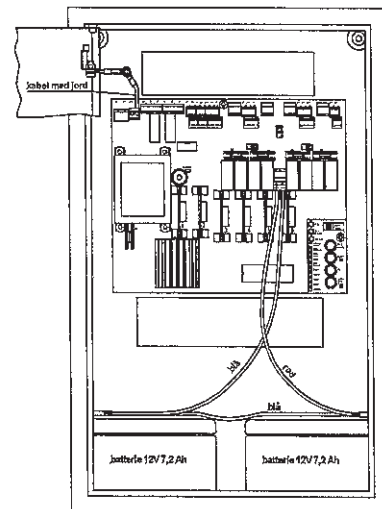 kabel med jord
blå
rød
blå
batterie 12V 7,2 Ah
batterie 12V 7,2 Ah